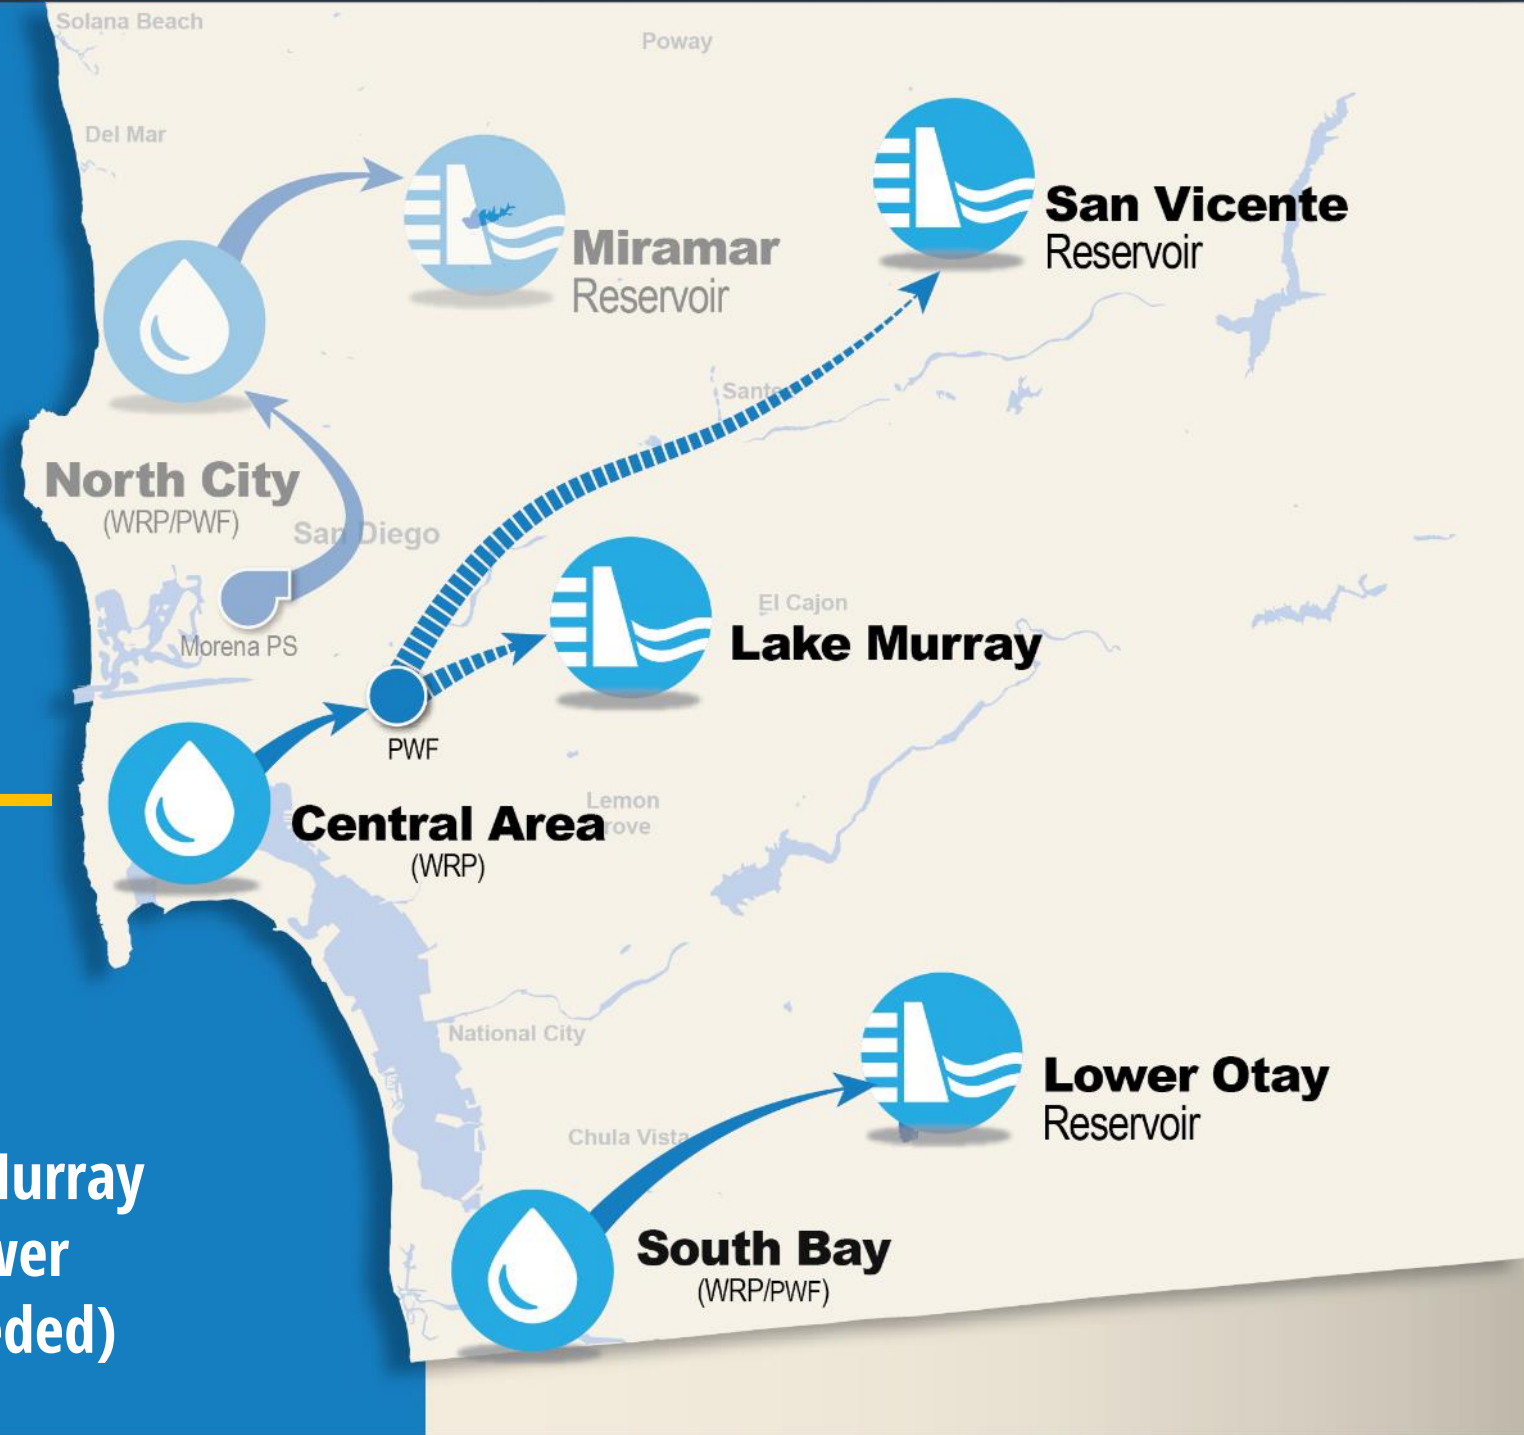 Solana Beach
Poway
Del Mar
San Vicente
Reservoir
Miramar
Reservoir
North City
(WRP/PWF)
San Diego
El Cajon
Lake Murray
Morena PS
PWF
Lemon
Central Area
(WRP)
National City
Lower Otay
Reservoir
Chula Vista
South Bay
(WRP/PWF)